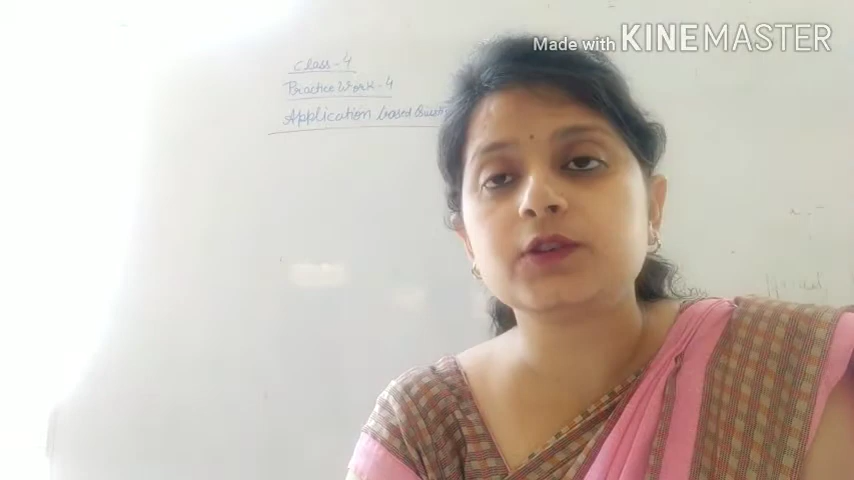 Made with KINEMASTER
Class-4
Practice Work-4
Application based